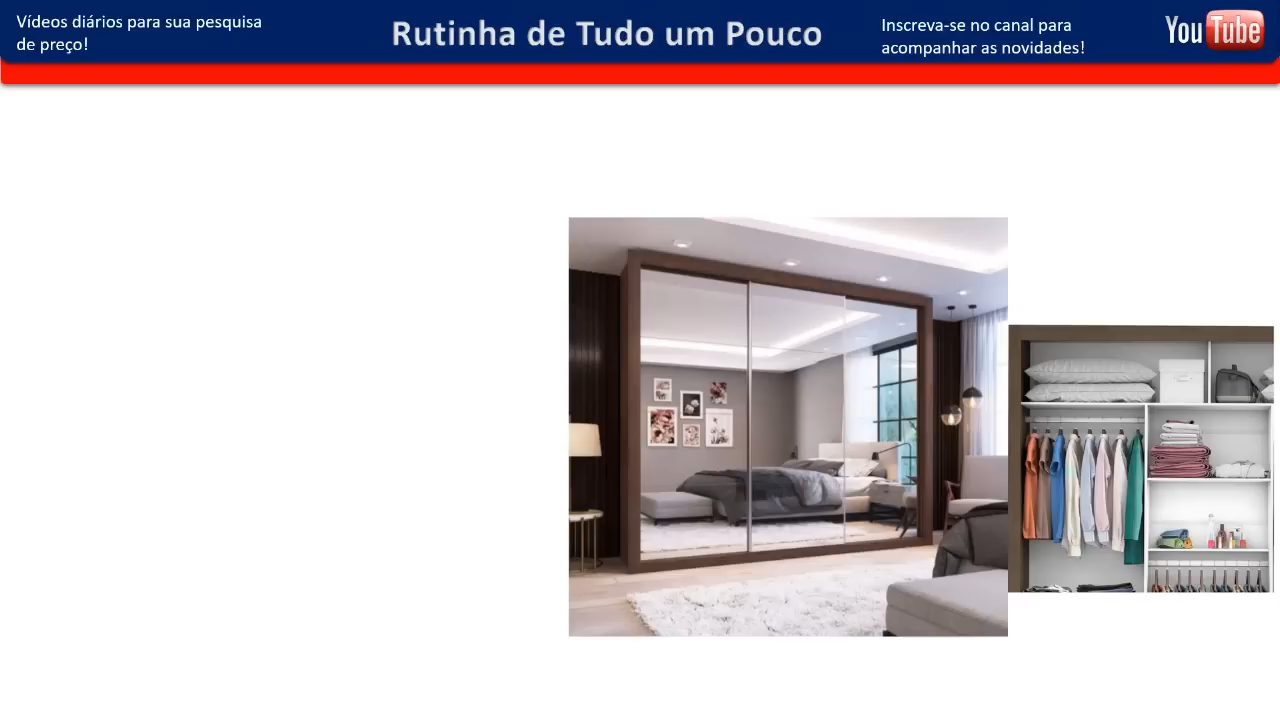 Vídeos diários para sua pesquisa
de preço!
Rutinha de Tudo um Pouco
Inscreva-se no canal para
acompanhar as novidades!
YouTube